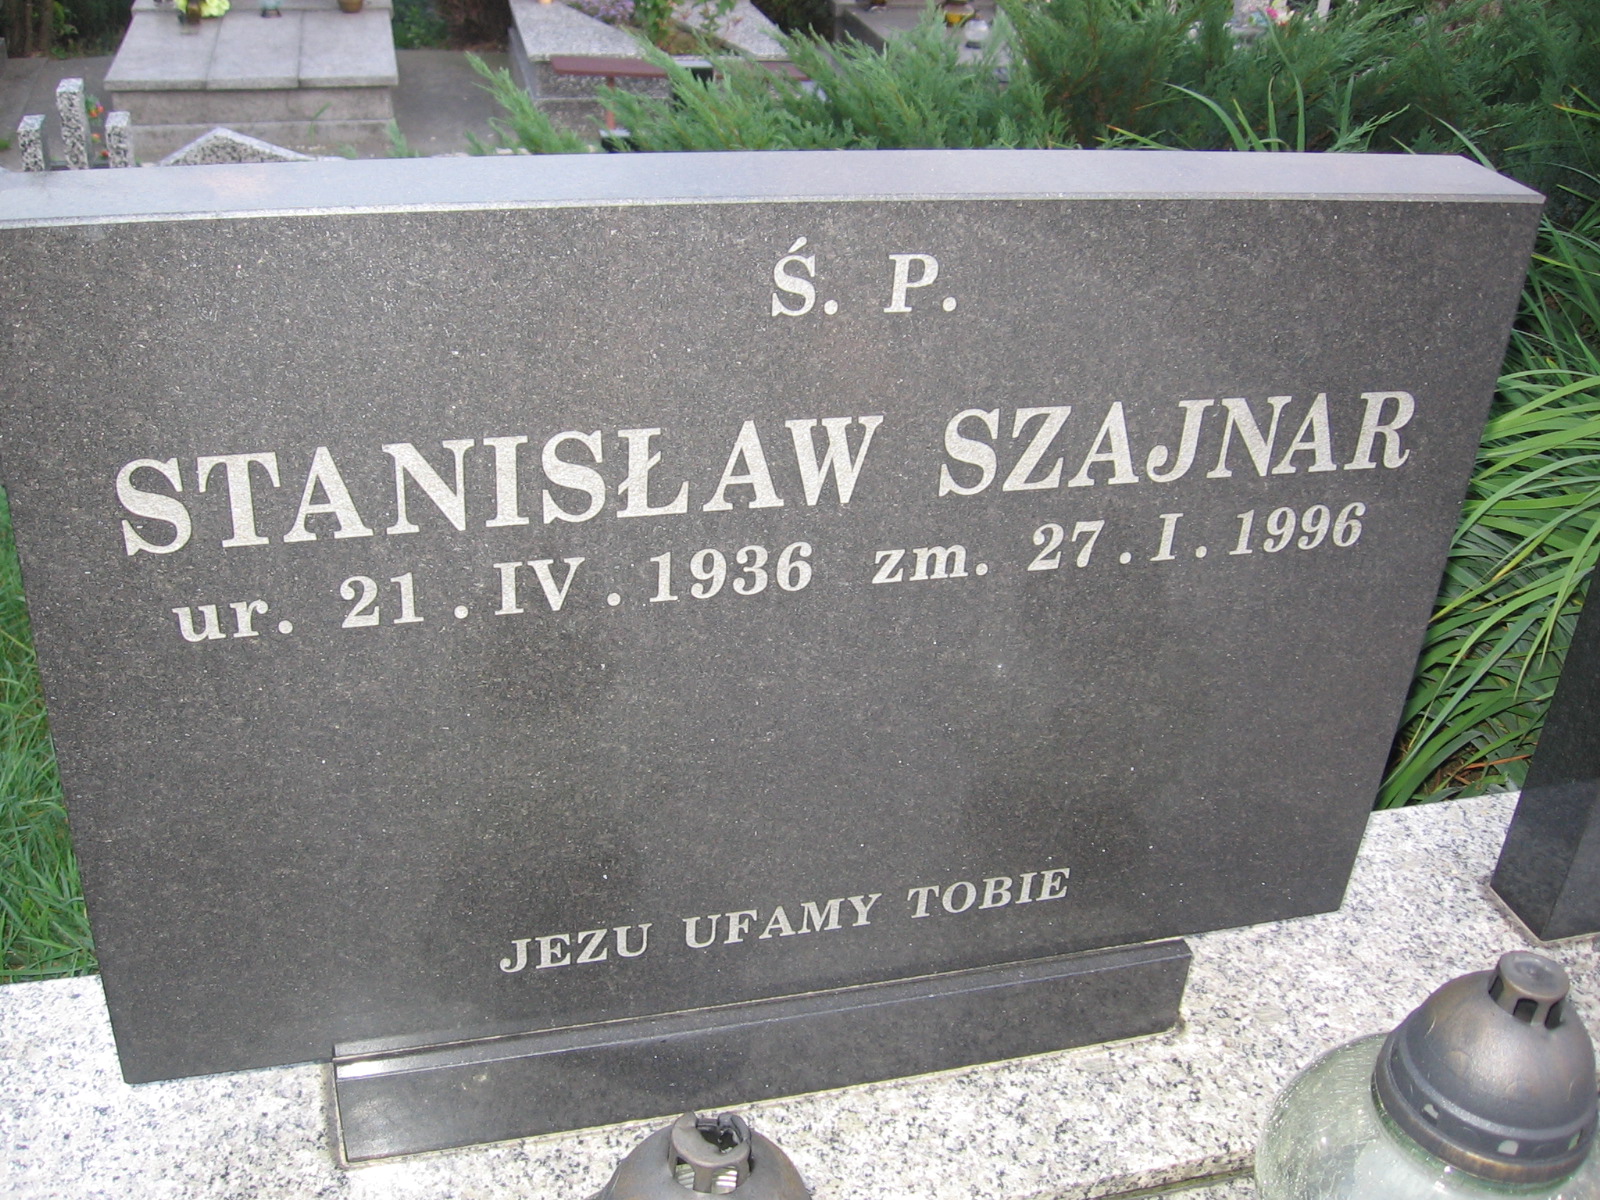 Ś. P.
STANISŁAW SZAJNAR
ur. 21. IV. 1936 zm. 27. I. 1996
JEZU UFAMY TOBIE